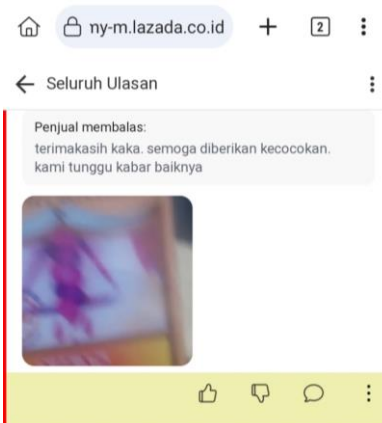 ny-m.lazada.co.id
2
Seluruh Ulasan
Penjual membalas:
terimakasih kaka. semoga diberikan kecocokan.
kami tunggu kabar baiknya